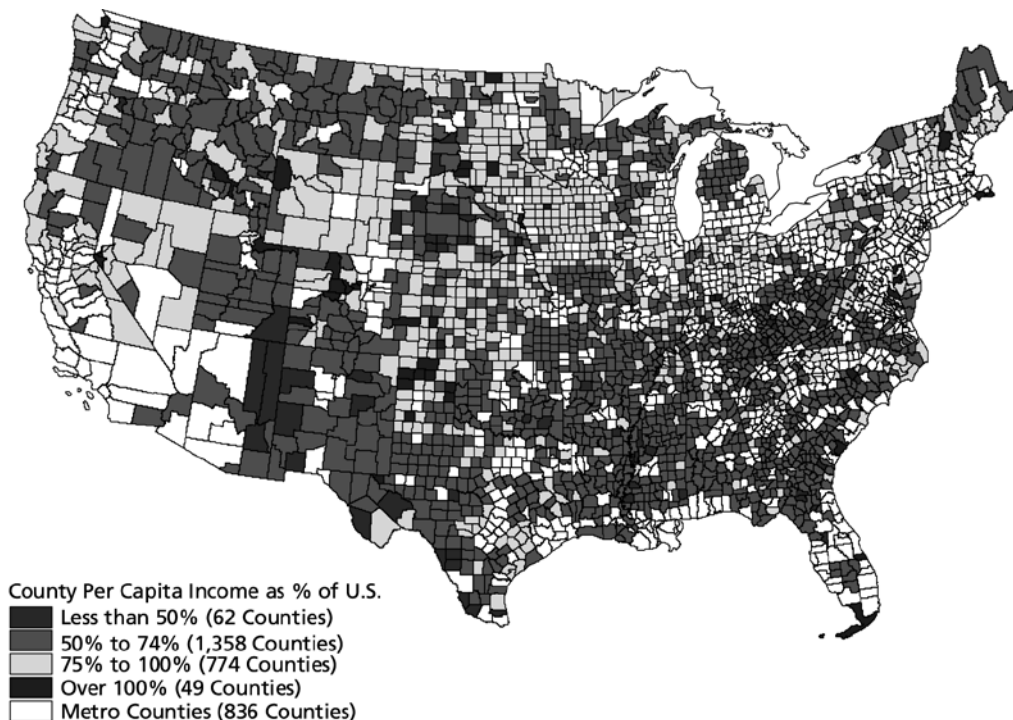 County Per Capita Income as % of U.S.
Less than 50% (62 Counties)
50% to 74% (1,358 Counties)
75% to 100% (774 Counties)
Over 100% (49 Counties)
Metro Counties (836 Counties)